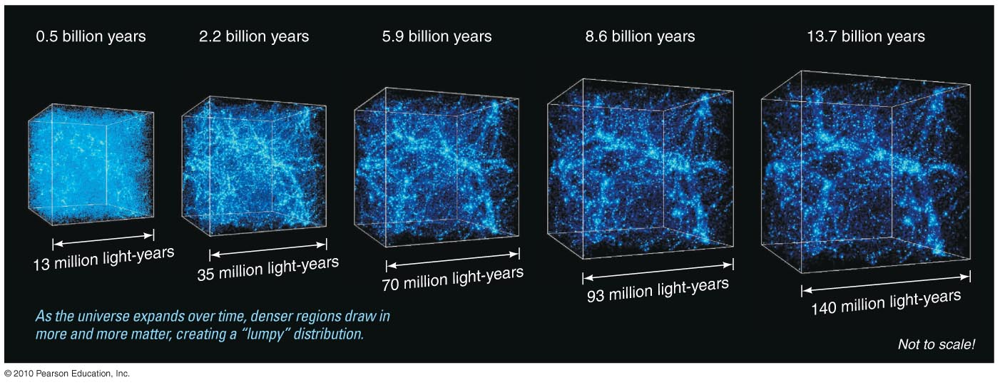 0.5 billion years
2.2 billion years
5.9 billion years
8.6 billion years
13.7 billion years
13 million light-years
35 million light-years
70 million light-years
93 million light-years
140 million light-years
As the universe expands over time, denser regions draw in
more and more matter, creating a “lumpy” distribution.
Not to scale!
© 2010 Pearson Education, Inc.